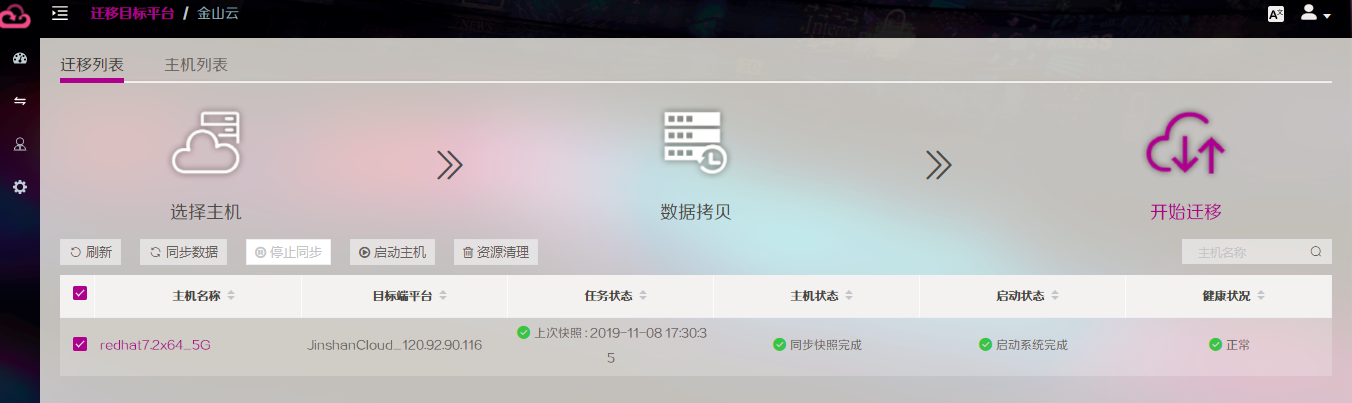 迁移目标平台 / 金山云
迁移列表 主机列表
选择主机 数据拷贝 开始迁移
刷新 同步数据 停止同步 启动主机 资源清理 主机名称
主机名称 目标端平台 任务状态 主机状态 启动状态 健康状况
redhat7.2x64_5G JinshanCloud_120.92.90.116 上次快照 : 2019-11-08 17:30:3
5 同步快照完成 启动系统完成 正常